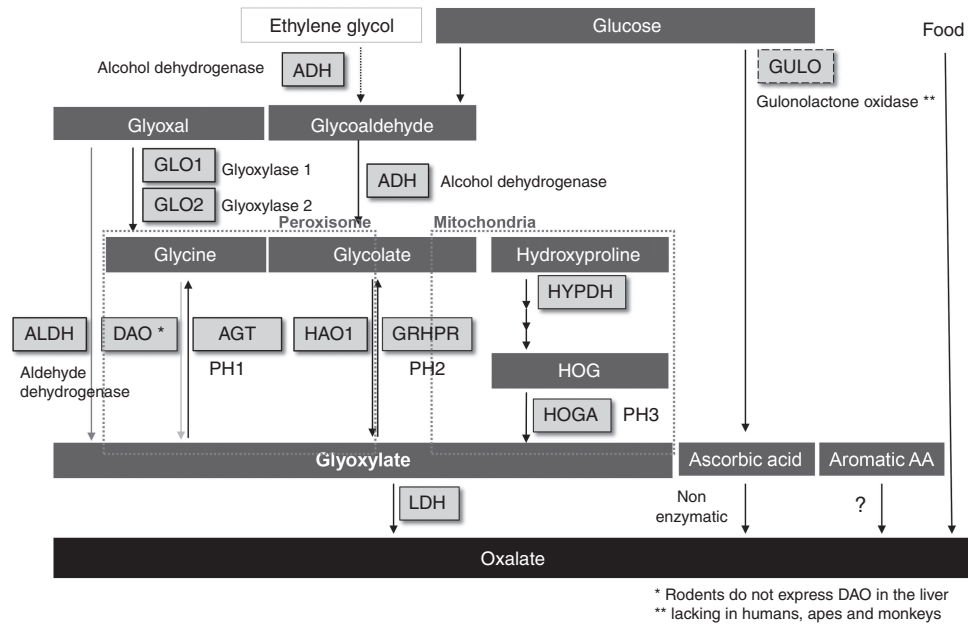 Ethylene glycol
Glucose
Food
Alcohol dehydrogenase
ADH
GULO
Gulonolactone oxidase **
Glyoxal
Glycoaldehyde
GLO1
Glyoxylase 1
ADH
Alcohol dehydrogenase
GLO2
Glyoxylase 2
Peroxisome
Mitochondria
Glycine
Glycolate
Hydroxyproline
HYPDH
ALDH
DAO *
AGT
HAO1
GRHPR
Aldehyde
dehydrogenase
PH1
PH2
HOG
HOGA
PH3
Glyoxylate
Ascorbic acid
Aromatic AA
LDH
Non
enzymatic
?
Oxalate
* Rodents do not express DAO in the liver
** lacking in humans, apes and monkeys